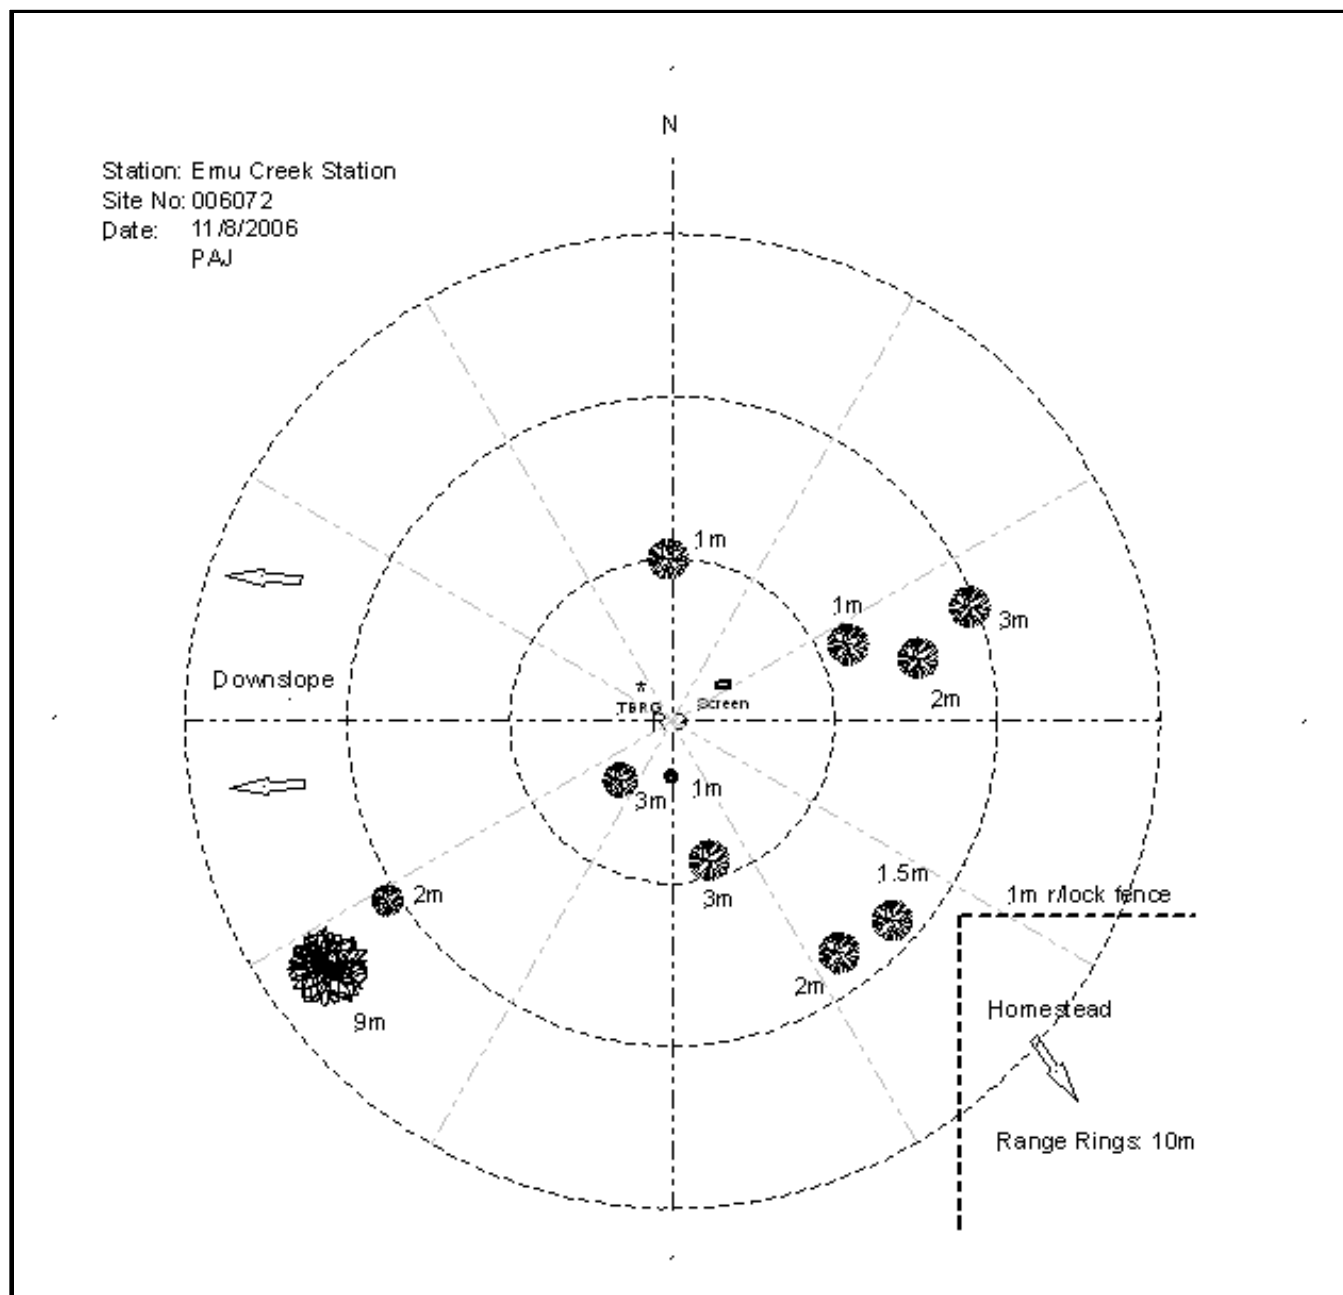 N
Station: Emu Creek Station
Site No: 006072
Date: 11/8/2006
PAJ
1m
1m
3m
2m
Downslope
TBRG
Screen
3m
1m
3m
2m
1.5m
1m r/lock fence
2m
9m
Homestead
Range Rings: 10m